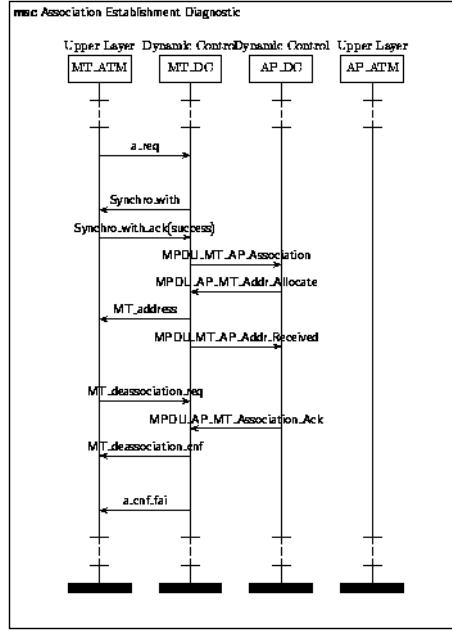 msc Association Establishment Diagnostic
Upper Layer Dynamic Control Dynamic Control Upper Layer
MT_ATM MT_DC AP_DC AP_ATM
a_req
Synchro_with
Synchro_with_ack(success)
MPDU_MT_AP_Association
MPDU_AP_MT_Addr_Allocate
MT_address
MPDU_MT_AP_Addr_Received
MT_deassociation_req
MPDU_AP_MT_Association_Ack
MT_deassociation_cnf
a_cnf_fai